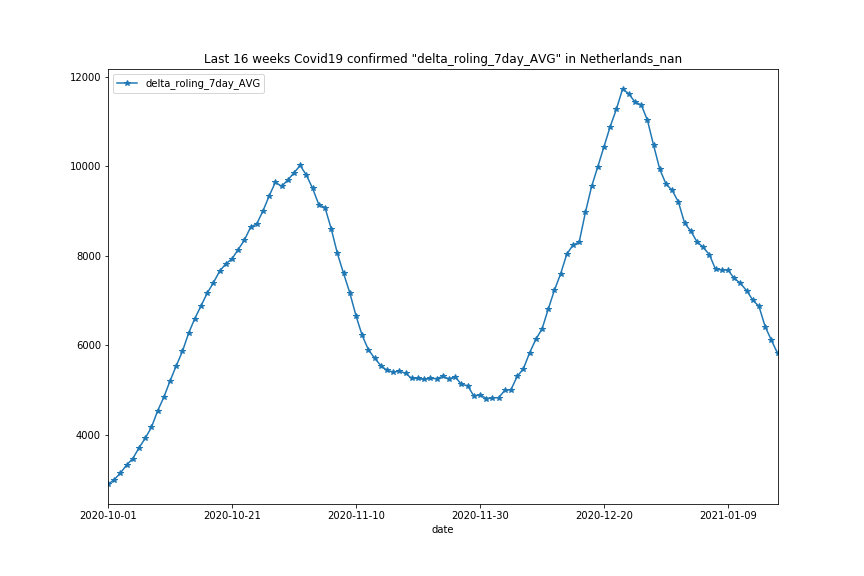 Last 16 weeks Covid19 confirmed "delta_roling_7day_AVG" in Netherlands_nan
delta_roling_7day_AVG
12000
10000
8000
6000
4000
2020-10-01 2020-10-21 2020-11-10 2020-11-30 2020-12-20 2021-01-09
date